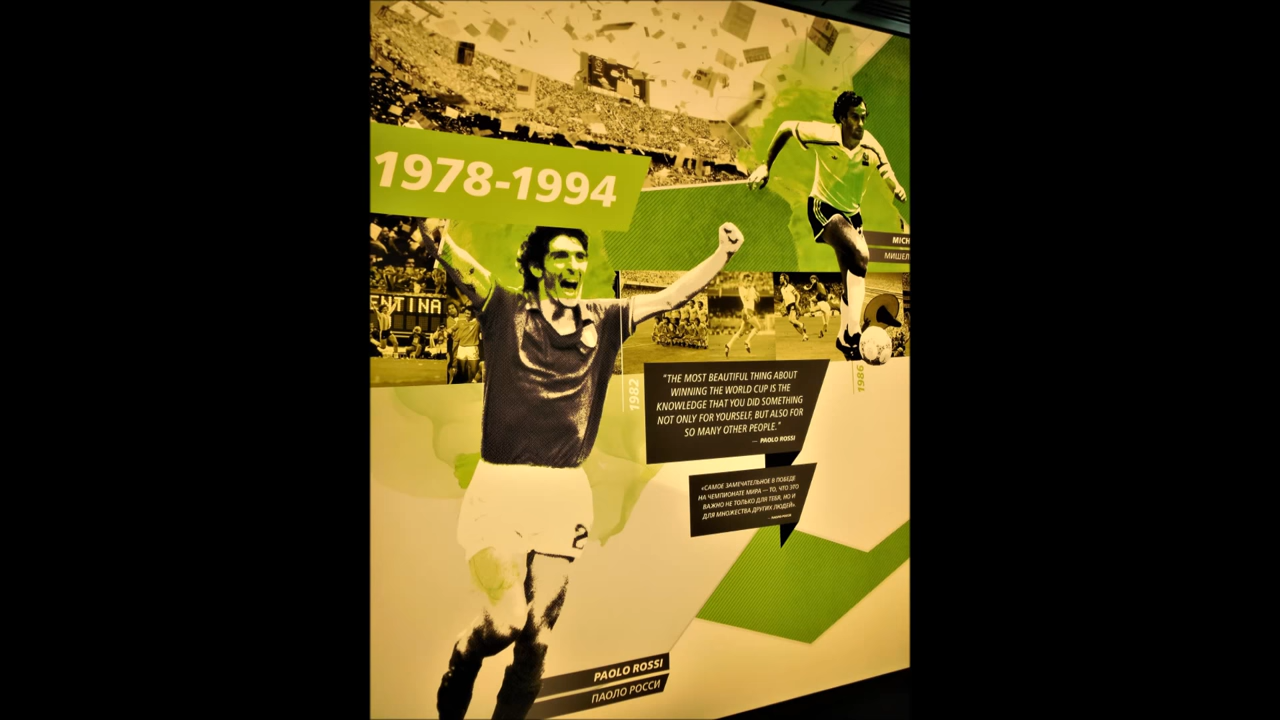 1978-1994
ENTINA
MICH
МИШЕЛ
1982
1986
"THE MOST BEAUTIFUL THING ABOUT
WINNING THE WORLD CUP IS THE
KNOWLEDGE THAT YOU DID SOMETHING
NOT ONLY FOR YOURSELF, BUT ALSO FOR
SO MANY OTHER PEOPLE."
— PAOLO ROSSI
«САМОЕ ЗАМЕЧАТЕЛЬНОЕ В ПОБЕДЕ
НА ЧЕМПИОНАТЕ МИРА — ТО, ЧТО ЭТО
ВАЖНО НЕ ТОЛЬКО ДЛЯ ТЕБЯ, НО И
ДЛЯ МНОЖЕСТВА ДРУГИХ ЛЮДЕЙ».
2
PAOLO ROSSI
ПАОЛО РОССИ